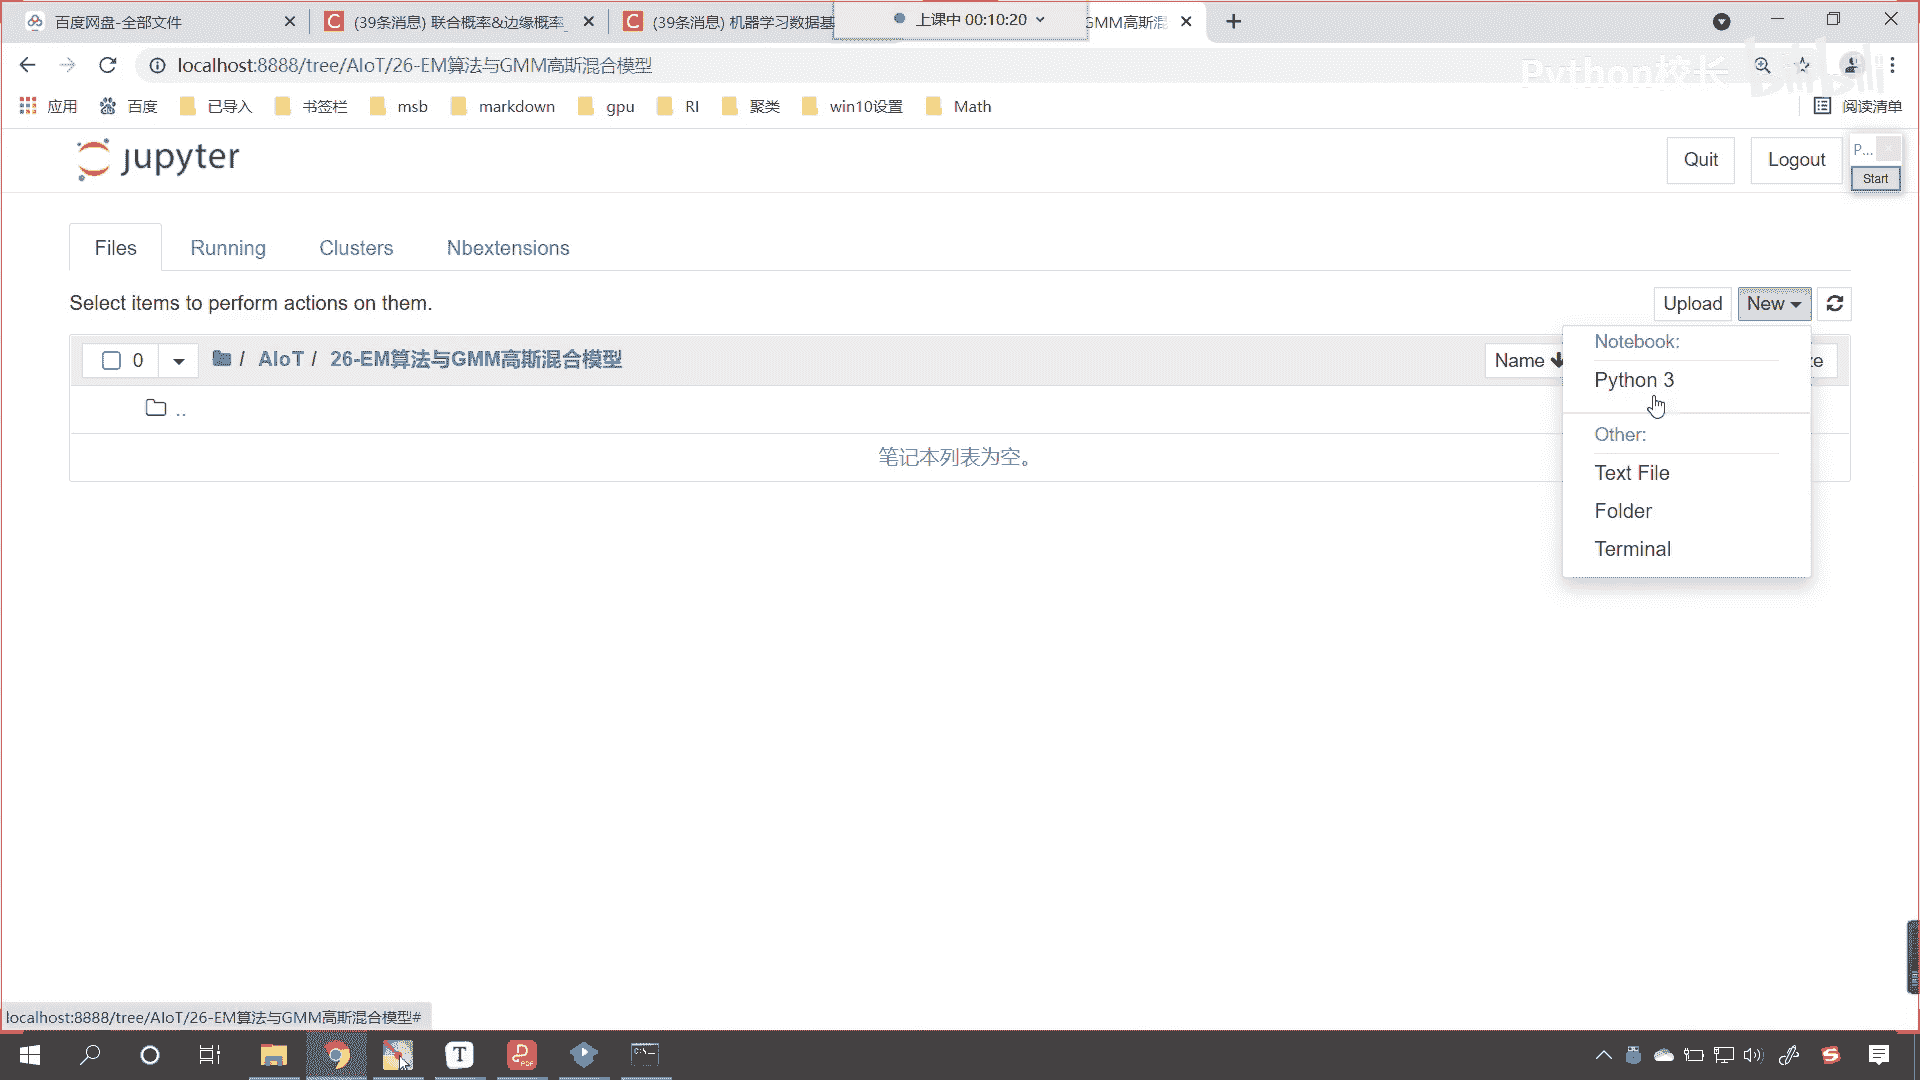 百度网盘-全部文件
(39条消息) 联合概率&边缘概率_
(39条消息) 机器学习数据基
上课中 00:10:20
GMM高斯混
localhost:8888/tree/AIoT/26-EM算法与GMM高斯混合模型
Python校长
bilibili
应用
百度
已导入
书签栏
msb
markdown
gpu
RI
聚类
win10设置
Math
阅读清单
jupyter
Quit
Logout
P...
Start
Files
Running
Clusters
Nbextensions
Select items to perform actions on them.
Upload
New
0
/ AIoT / 26-EM算法与GMM高斯混合模型
Name
Notebook:
Python 3
Other:
Text File
Folder
Terminal
..
笔记本列表为空。
localhost:8888/tree/AIoT/26-EM算法与GMM高斯混合模型#